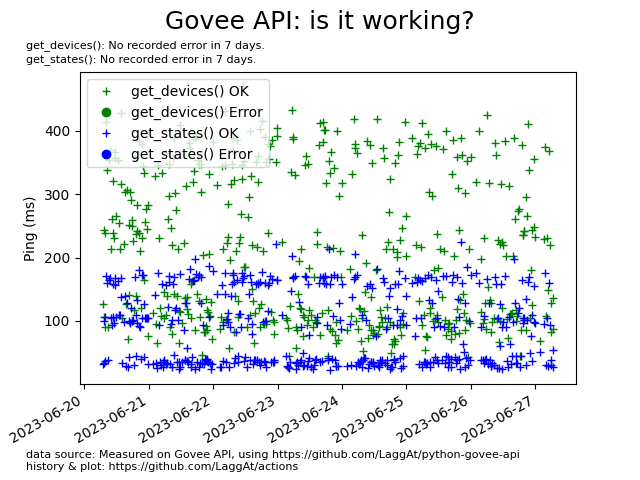 Govee API: is it working?
get_devices(): No recorded error in 7 days.
get_states(): No recorded error in 7 days.
get_devices() OK
get_devices() Error
get_states() OK
get_states() Error
Ping (ms)
400
300
200
100
2023-06-20
2023-06-21
2023-06-22
2023-06-23
2023-06-24
2023-06-25
2023-06-26
2023-06-27
data source: Measured on Govee API, using https://github.com/LaggAt/python-govee-api
history & plot: https://github.com/LaggAt/actions